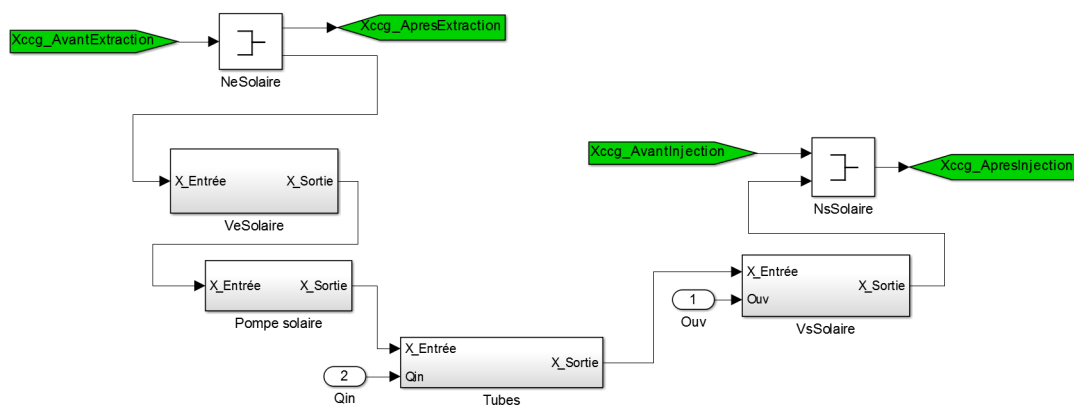 Xccg_AvantExtraction
Xccg_ApresExtraction
NeSolaire
X_Entrée
X_Sortie
VeSolaire
X_Entrée
X_Sortie
Pompe solaire
X_Entrée
Qin
X_Sortie
Tubes
2
Qin
Xccg_AvantInjection
Xccg_ApresInjection
NsSolaire
X_Entrée
Ouv
X_Sortie
VsSolaire
1
Ouv